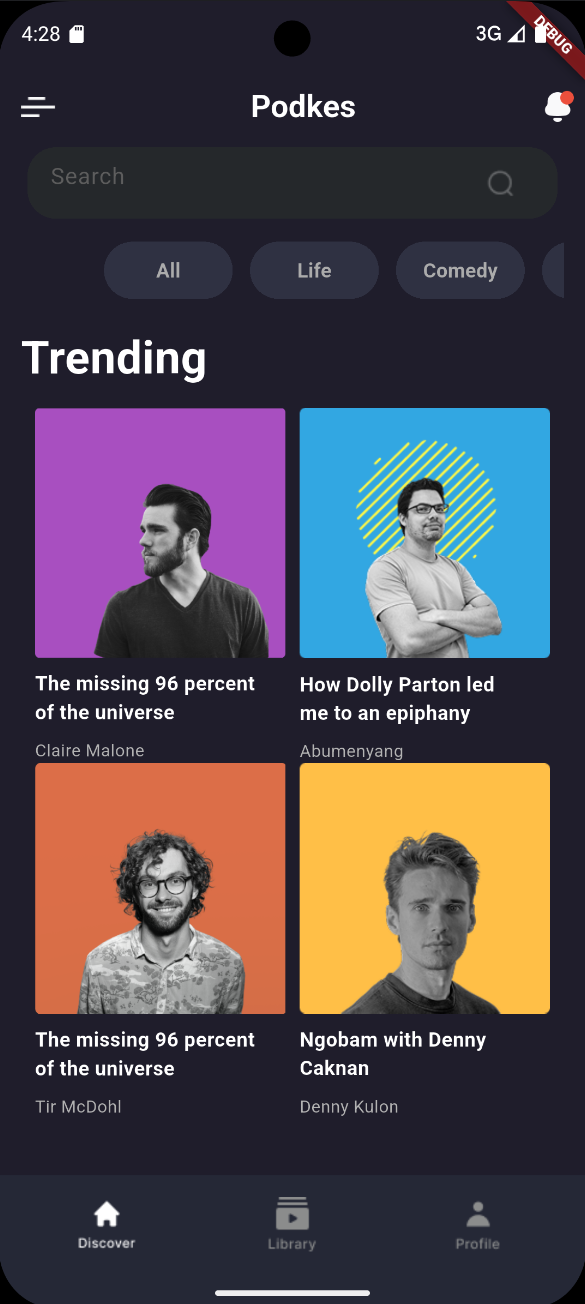 4:28
3G
DEBUG
Podkes
Search
All
Life
Comedy
Trending
The missing 96 percent
of the universe
Claire Malone
How Dolly Parton led
me to an epiphany
Abumenyang
The missing 96 percent
of the universe
Tir McDohl
Ngobam with Denny
Caknan
Denny Kulon
Discover
Library
Profile